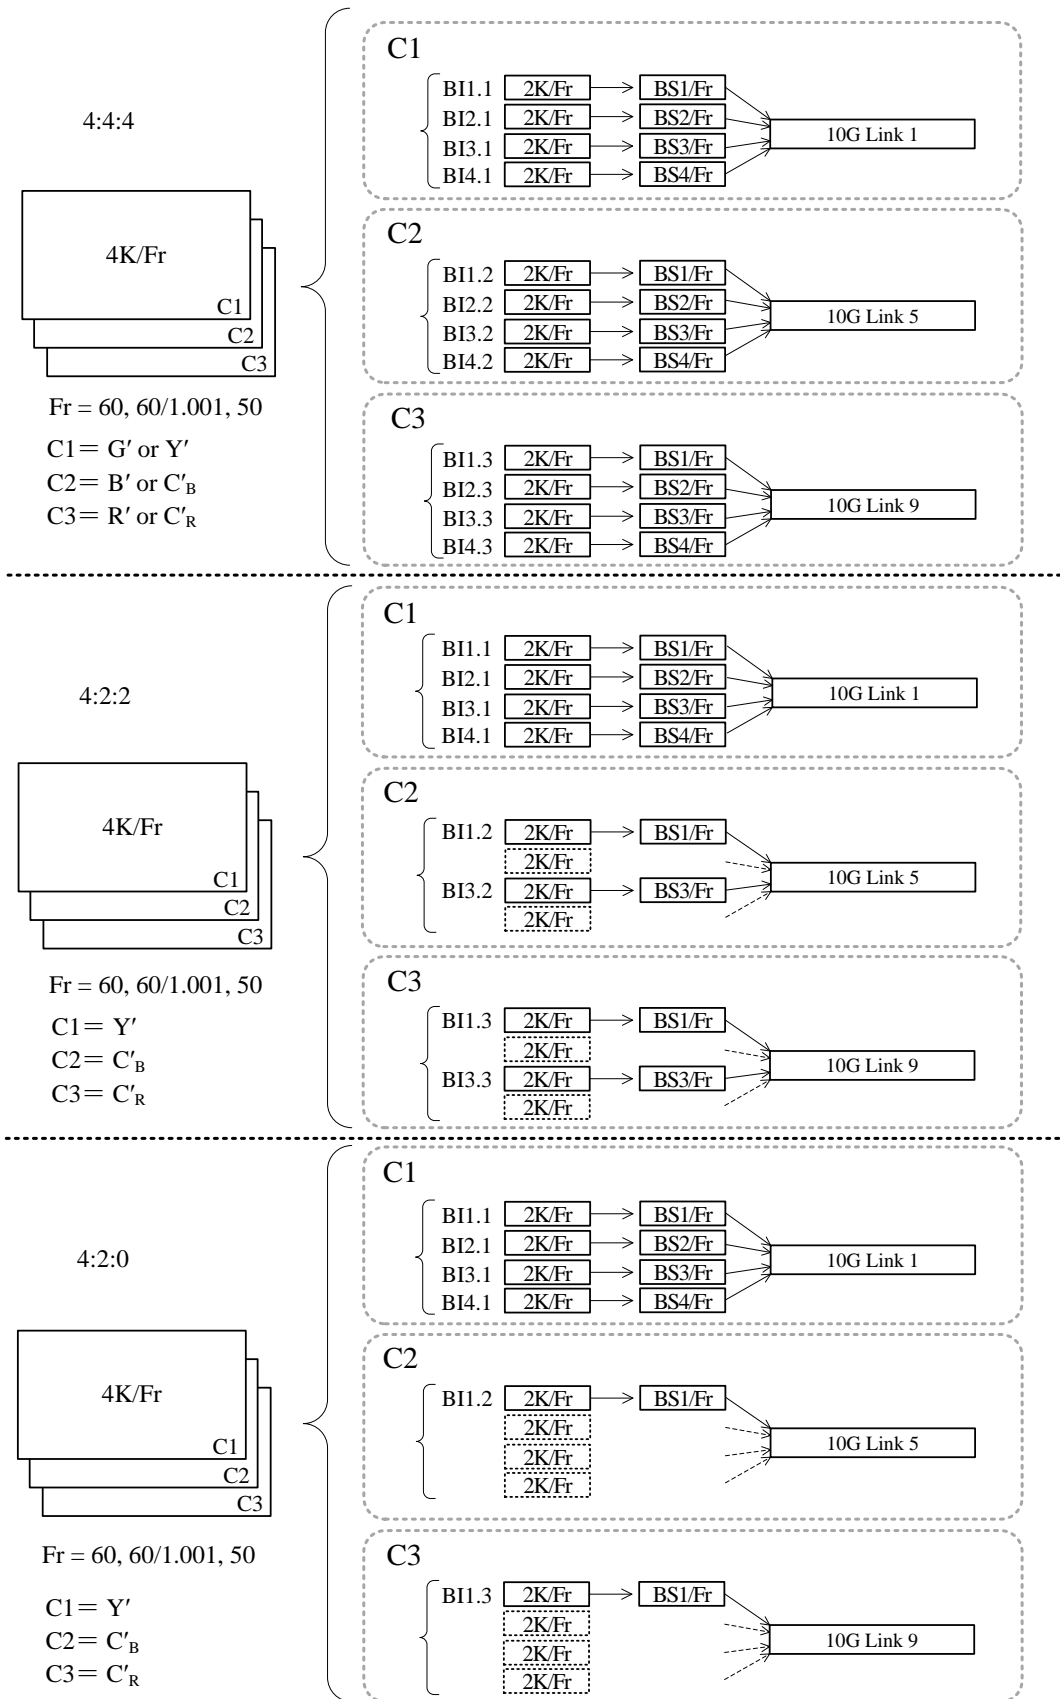 4:4:4
4K/Fr
C1
C2
C3
Fr = 60, 60/1.001, 50
C1＝ G′ or Y′
C2＝ B′ or C′B
C3＝ R′ or C′R
C1
BI1.1 2K/Fr BS1/Fr
BI2.1 2K/Fr BS2/Fr
BI3.1 2K/Fr BS3/Fr
BI4.1 2K/Fr BS4/Fr
10G Link 1
C2
BI1.2 2K/Fr BS1/Fr
BI2.2 2K/Fr BS2/Fr
BI3.2 2K/Fr BS3/Fr
BI4.2 2K/Fr BS4/Fr
10G Link 5
C3
BI1.3 2K/Fr BS1/Fr
BI2.3 2K/Fr BS2/Fr
BI3.3 2K/Fr BS3/Fr
BI4.3 2K/Fr BS4/Fr
10G Link 9
4:2:2
4K/Fr
C1
C2
C3
Fr = 60, 60/1.001, 50
C1＝ Y′
C2＝ C′B
C3＝ C′R
C1
BI1.1 2K/Fr BS1/Fr
BI2.1 2K/Fr BS2/Fr
BI3.1 2K/Fr BS3/Fr
BI4.1 2K/Fr BS4/Fr
10G Link 1
C2
BI1.2 2K/Fr BS1/Fr
2K/Fr
BI3.2 2K/Fr BS3/Fr
2K/Fr
10G Link 5
C3
BI1.3 2K/Fr BS1/Fr
2K/Fr
BI3.3 2K/Fr BS3/Fr
2K/Fr
10G Link 9
4:2:0
4K/Fr
C1
C2
C3
Fr = 60, 60/1.001, 50
C1＝ Y′
C2＝ C′B
C3＝ C′R
C1
BI1.1 2K/Fr BS1/Fr
BI2.1 2K/Fr BS2/Fr
BI3.1 2K/Fr BS3/Fr
BI4.1 2K/Fr BS4/Fr
10G Link 1
C2
BI1.2 2K/Fr BS1/Fr
2K/Fr
2K/Fr
2K/Fr
10G Link 5
C3
BI1.3 2K/Fr BS1/Fr
2K/Fr
2K/Fr
2K/Fr
10G Link 9